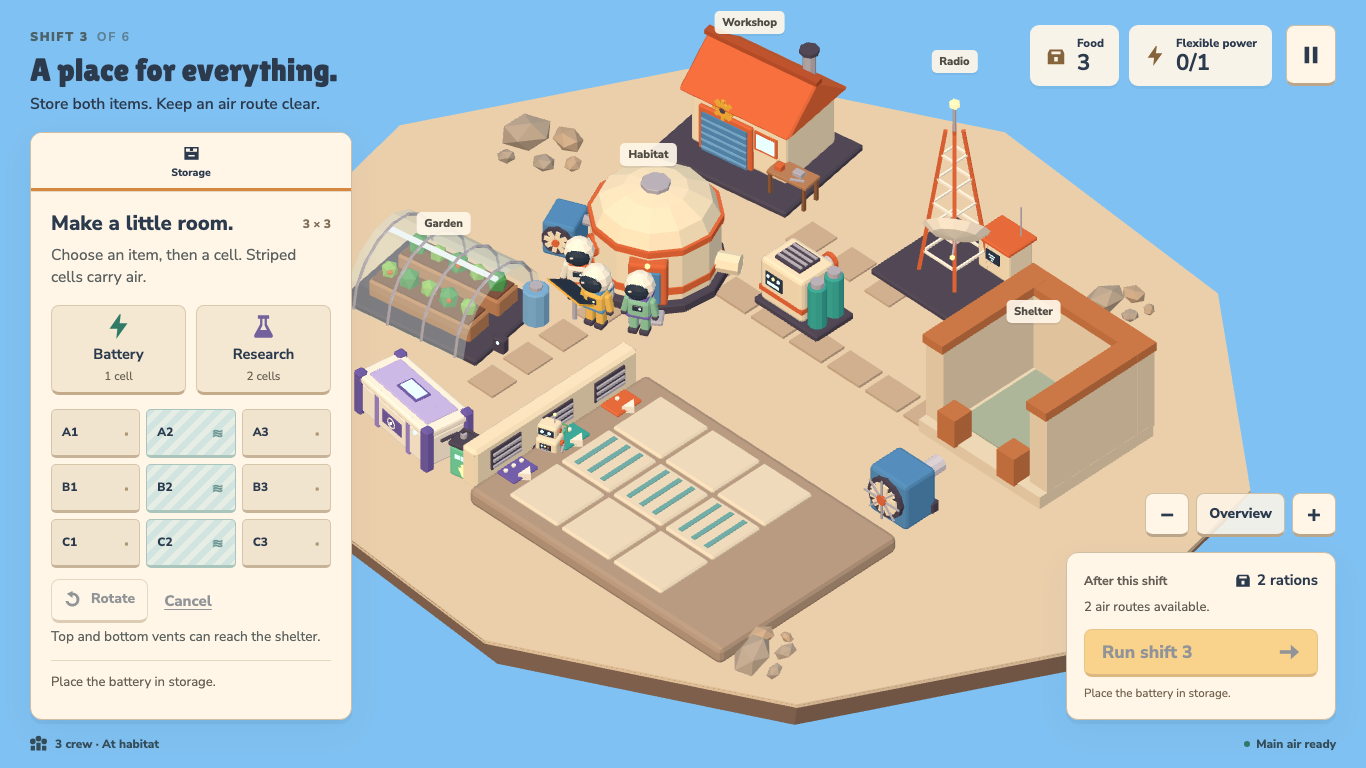 SHIFT 3 OF 6
A place for everything.
Store both items. Keep an air route clear.
Storage
Make a little room.
3 × 3
Choose an item, then a cell. Striped
cells carry air.
Battery
1 cell
Research
2 cells
A1
A2
A3
B1
B2
B3
C1
C2
C3
Rotate
Cancel
Top and bottom vents can reach the shelter.
Place the battery in storage.
3 crew · At habitat
Workshop
Radio
Habitat
Garden
Shelter
Food
3
Flexible power
0/1
Overview
After this shift
2 rations
2 air routes available.
Run shift 3
Place the battery in storage.
Main air ready